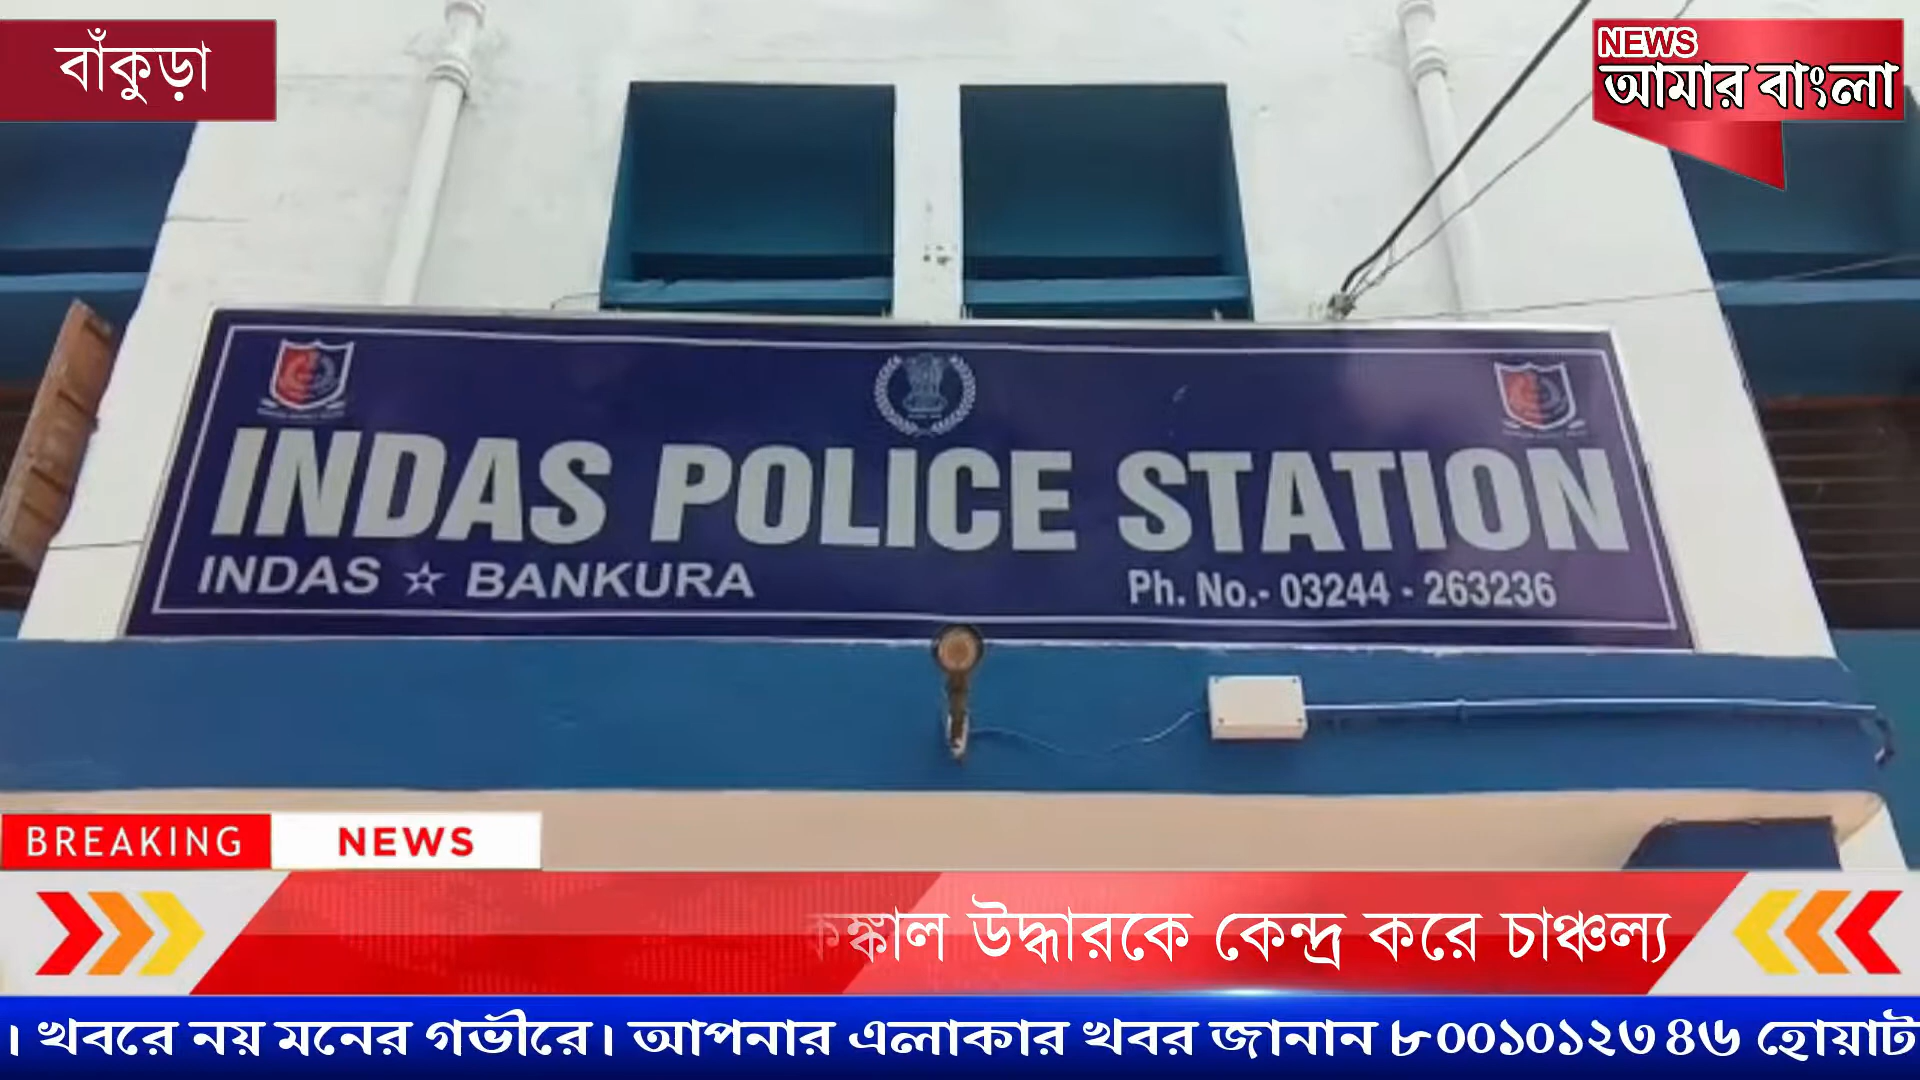 বাঁকুড়া
NEWS
আমার বাংলা
INDAS POLICE STATION
INDAS ☆ BANKURA
Ph. No.- 03244 - 263236
BREAKING NEWS
কঙ্কাল উদ্ধারকে কেন্দ্র করে চাঞ্চল্য
। খবরে নয় মনের গভীরে। আপনার এলাকার খবর জানান ৮০০১০১২৩৪৬ হোয়াট